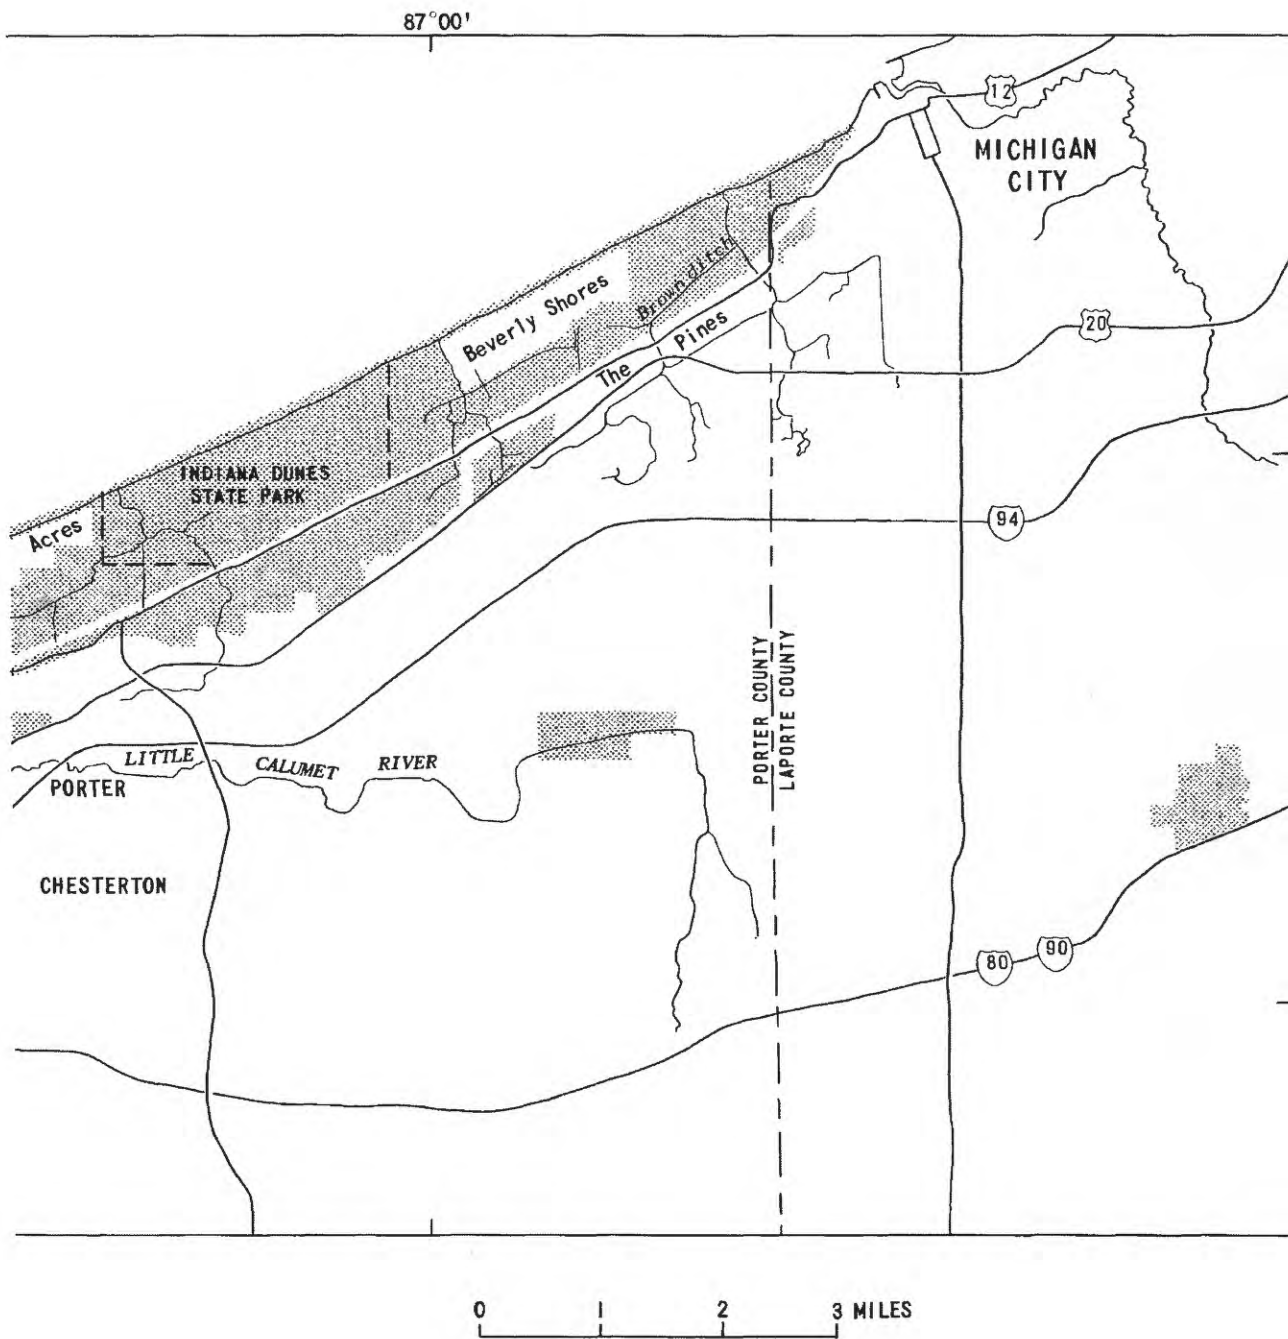 87°00'
12
MICHIGAN
CITY
Brown ditch
Beverly Shores
20
The Pines
INDIANA DUNES
STATE PARK
94
Acres
PORTER COUNTY
LAPORTE COUNTY
LITTLE CALUMET RIVER
PORTER
CHESTERTON
80
90
0 1 2 3 MILES